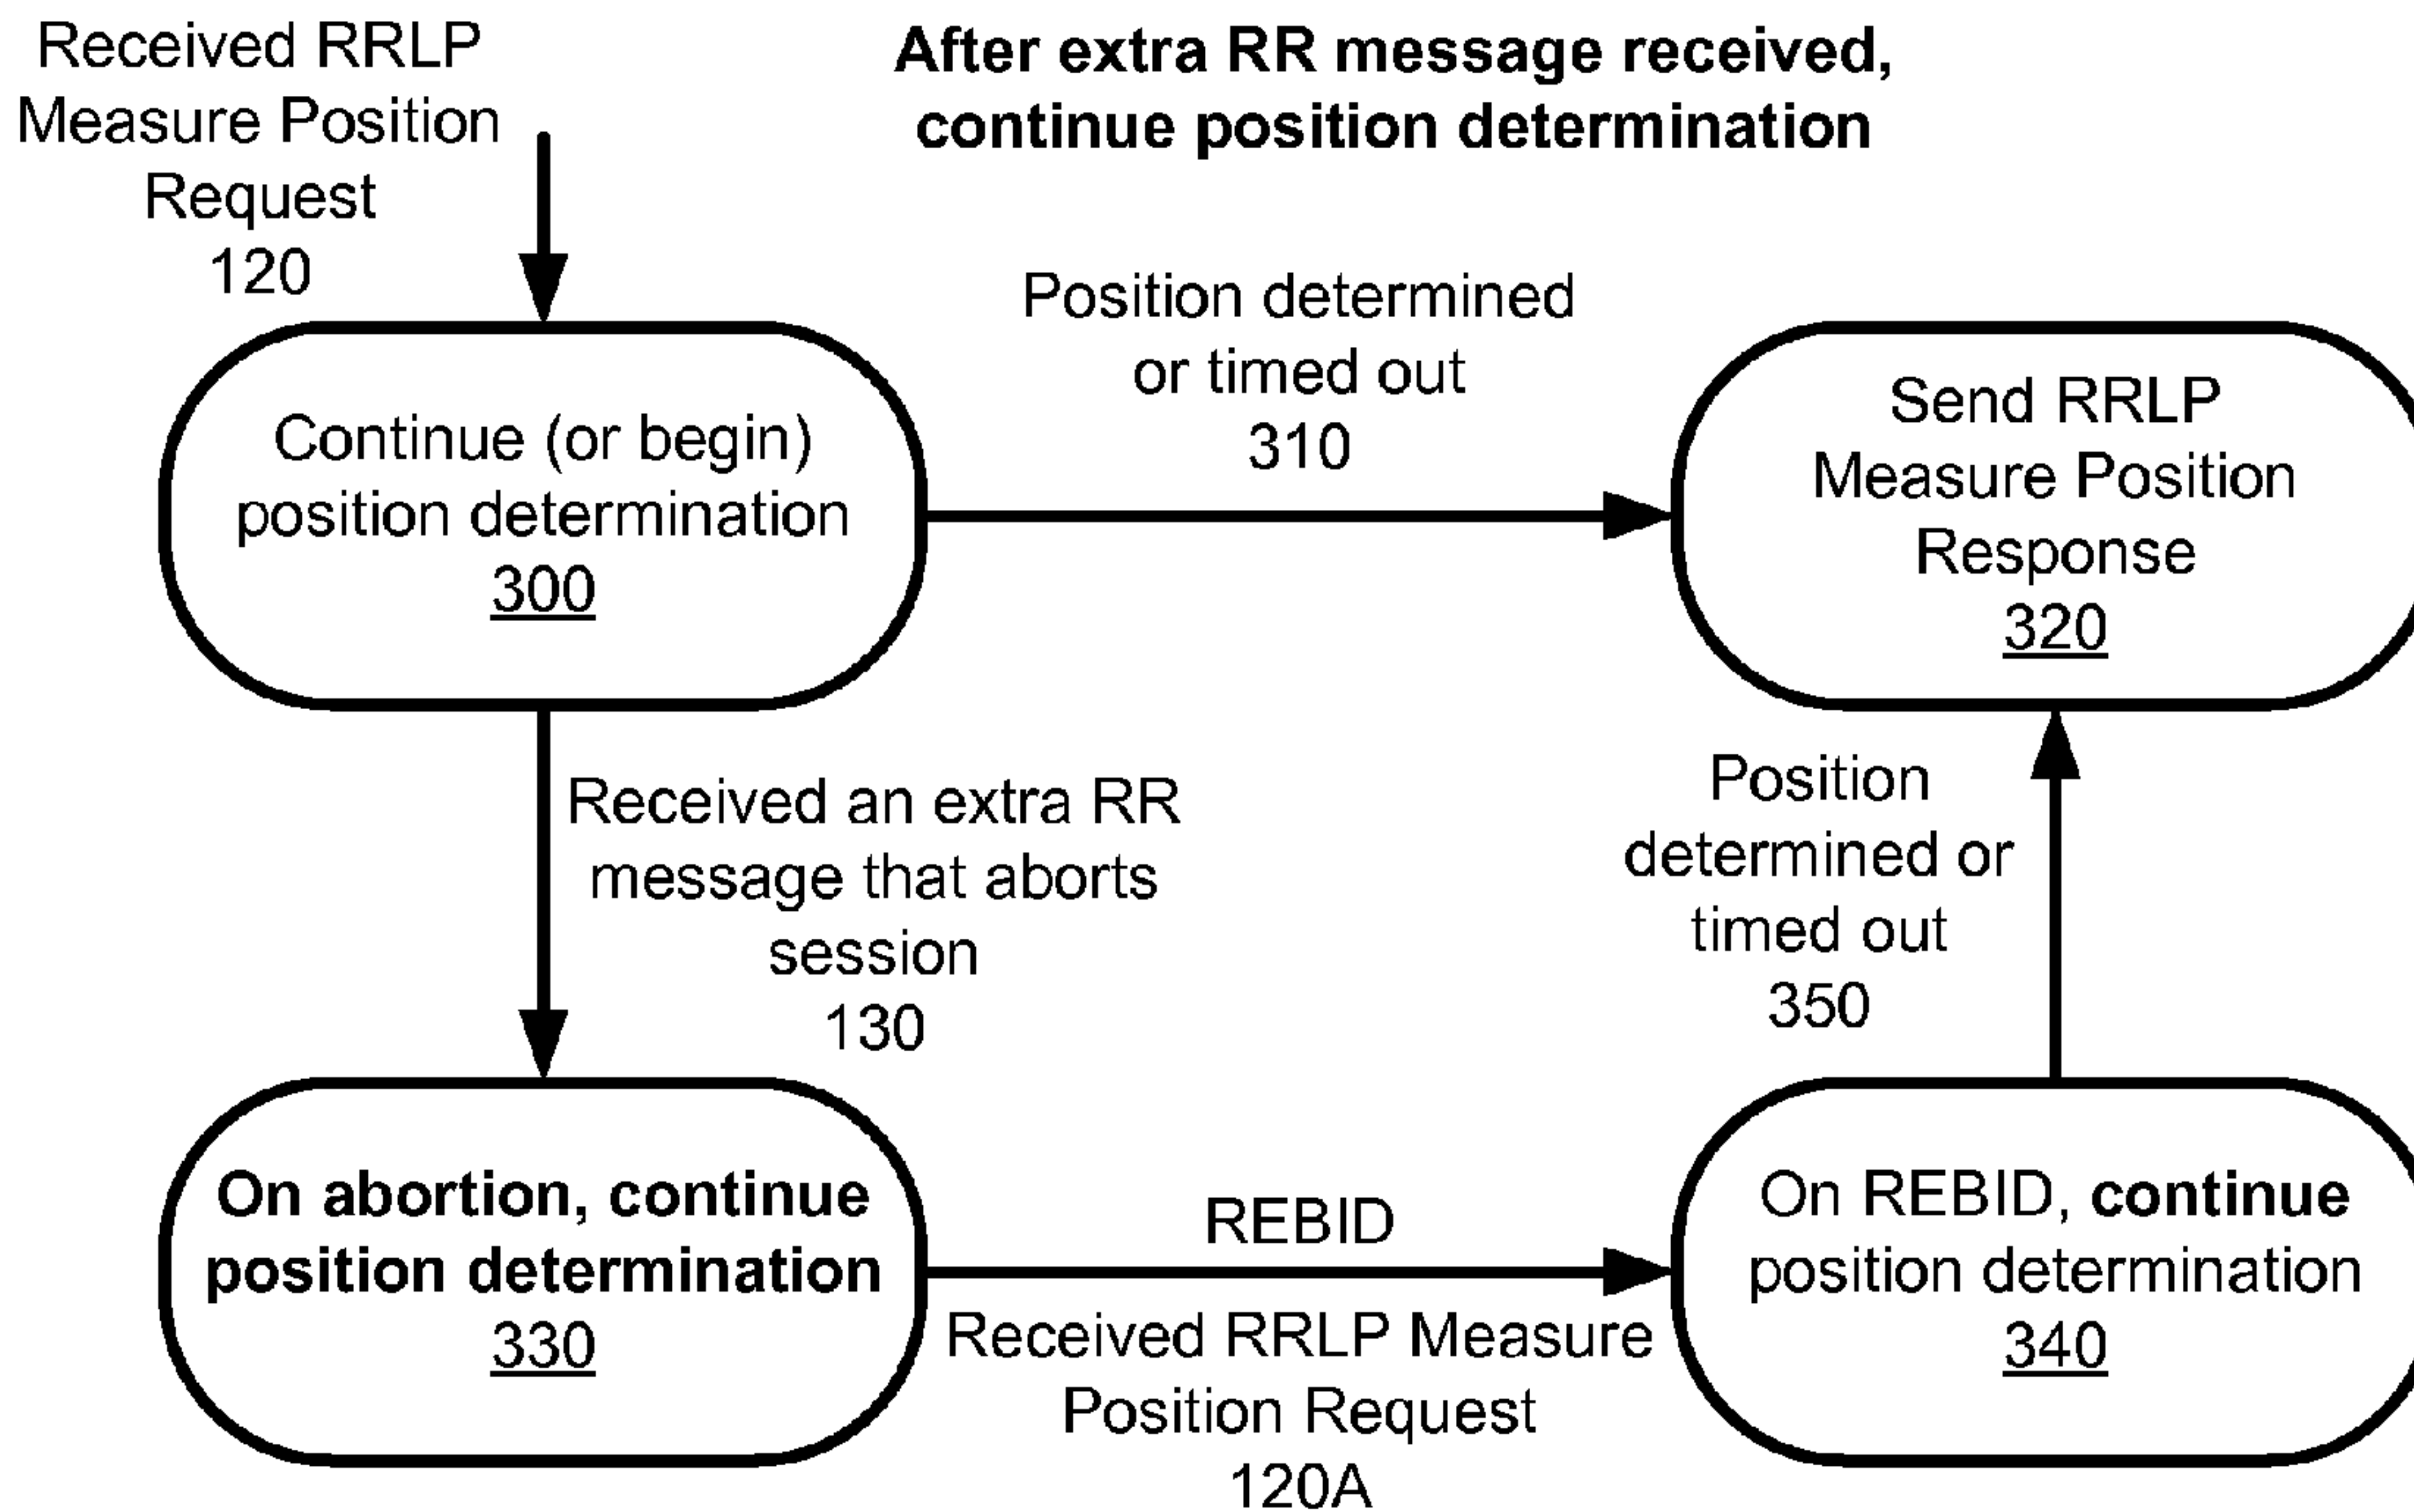 Received RRLP
Measure Position
Request
120
After extra RR message received,
continue position determination
Continue (or begin)
position determination
300
Position determined
or timed out
310
Send RRLP
Measure Position
Response
320
Received an extra RR
message that aborts
session
130
Position
determined or
timed out
350
On abortion, continue
position determination
330
REBID
Received RRLP Measure
Position Request
120A
On REBID, continue
position determination
340